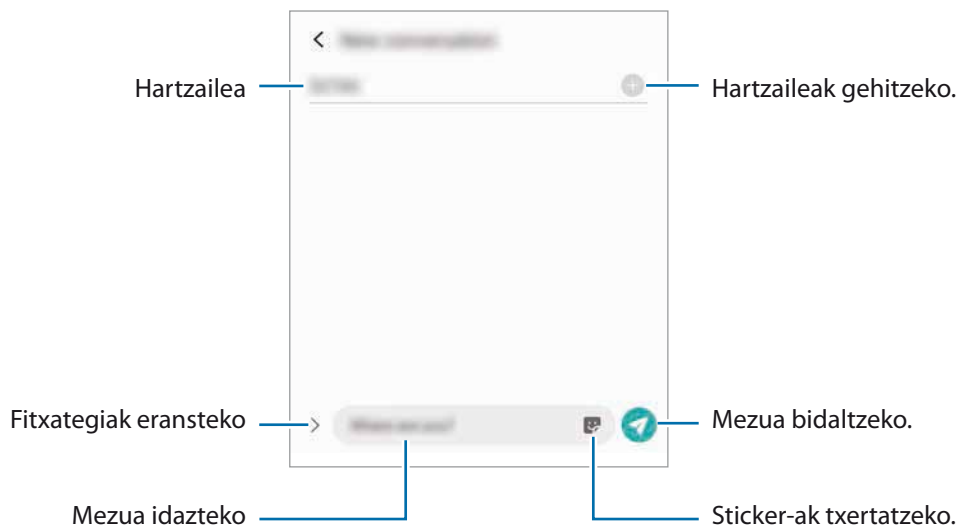 Hartzailea
Hartzaileak gehitzeko.
Fitxategiak eransteko
Mezua bidaltzeko.
Mezua idazteko
Sticker-ak txertatzeko.